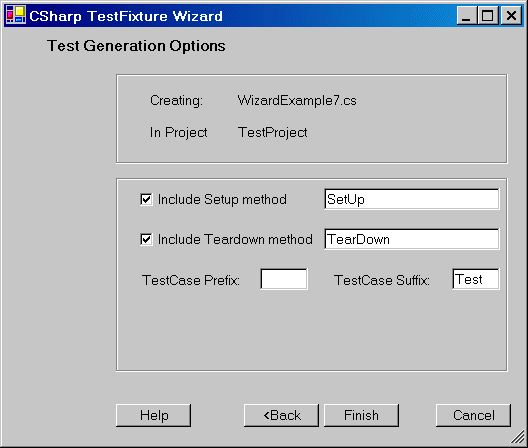 CSharp TestFixture Wizard
Test Generation Options
Creating: WizardExample7.cs
In Project TestProject
Include Setup method SetUp
Include Teardown method TearDown
TestCase Prefix: TestCase Suffix: Test
Help <Back Finish Cancel